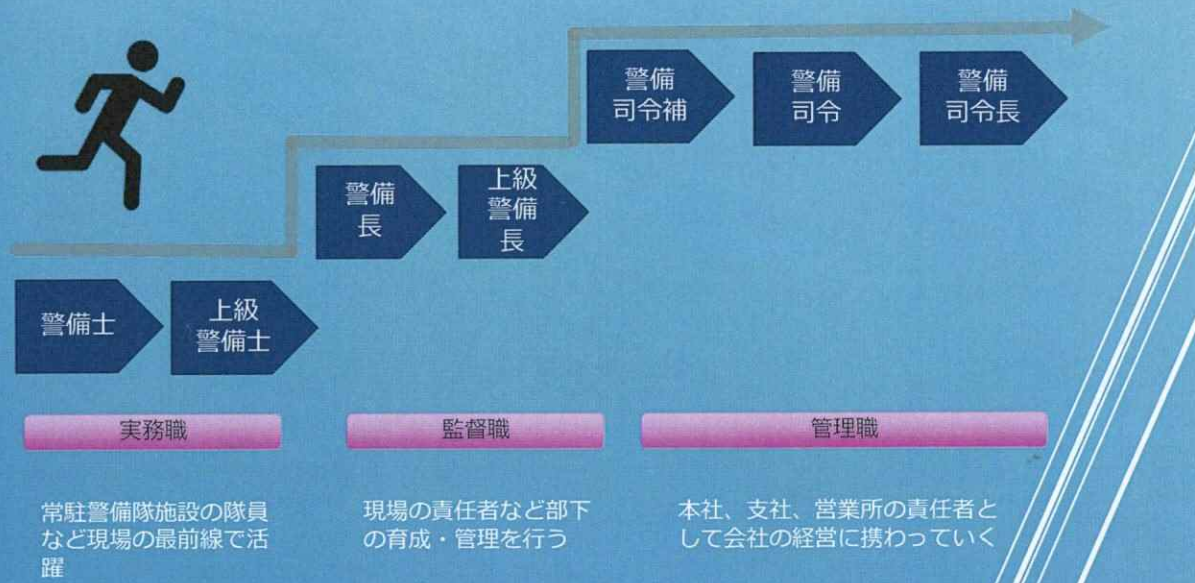 警備
司令補
警備
司令
警備
司令長
警備
長
上級
警備
長
警備士
上級
警備士
実務職
監督職
管理職
常駐警備隊施設の隊員
など現場の最前線で活
躍
現場の責任者など部下
の育成・管理を行う
本社、支社、営業所の責任者と
して会社の経営に携わっていく